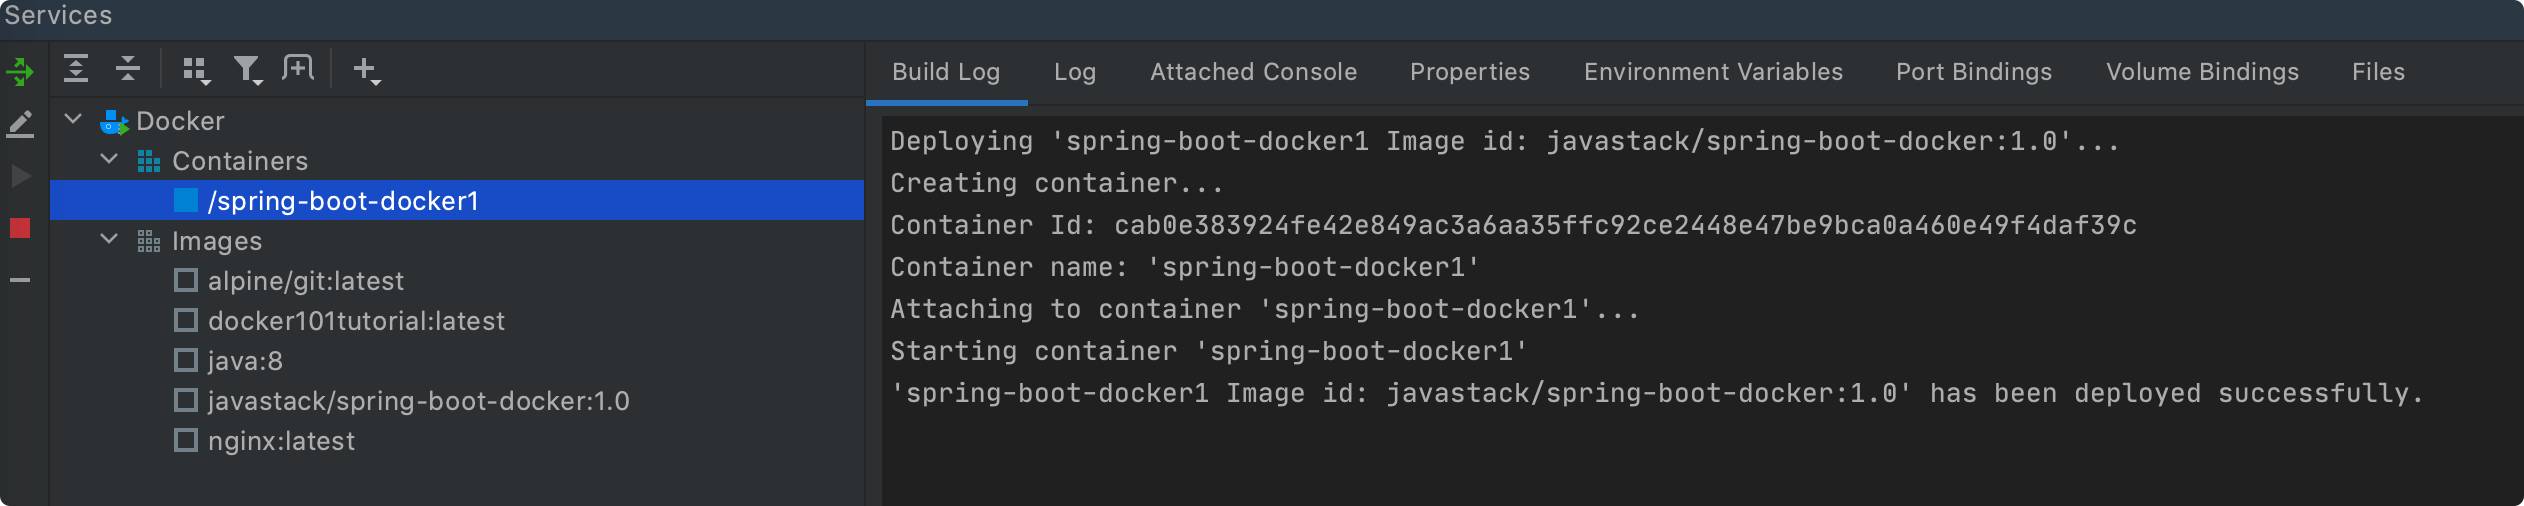 Services
Docker
Containers
/spring-boot-docker1
Images
alpine/git:latest
docker101tutorial:latest
java:8
javastack/spring-boot-docker:1.0
nginx:latest
Build Log
Log
Attached Console
Properties
Environment Variables
Port Bindings
Volume Bindings
Files
Deploying 'spring-boot-docker1 Image id: javastack/spring-boot-docker:1.0'...
Creating container...
Container Id: cab0e383924fe42e849ac3a6aa35ffc92ce2448e47be9bca0a460e49f4daf39c
Container name: 'spring-boot-docker1'
Attaching to container 'spring-boot-docker1'...
Starting container 'spring-boot-docker1'
'spring-boot-docker1 Image id: javastack/spring-boot-docker:1.0' has been deployed successfully.